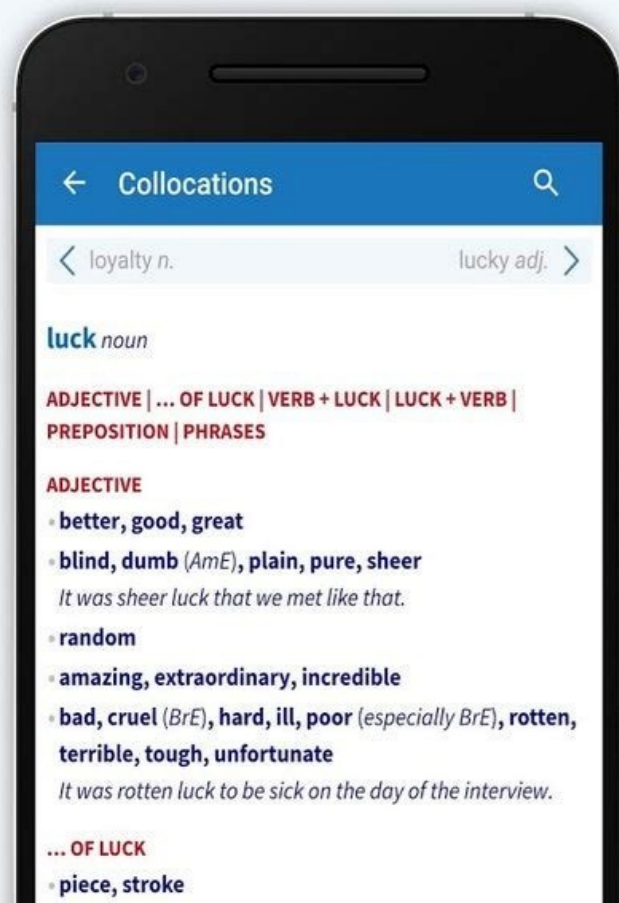 Collocations
loyalty n. lucky adj.
luck noun
ADJECTIVE | ... OF LUCK | VERB + LUCK | LUCK + VERB |
PREPOSITION | PHRASES
ADJECTIVE
• better, good, great
• blind, dumb (AmE), plain, pure, sheer
It was sheer luck that we met like that.
• random
• amazing, extraordinary, incredible
• bad, cruel (BrE), hard, ill, poor (especially BrE), rotten,
terrible, tough, unfortunate
It was rotten luck to be sick on the day of the interview.
... OF LUCK
• piece, stroke